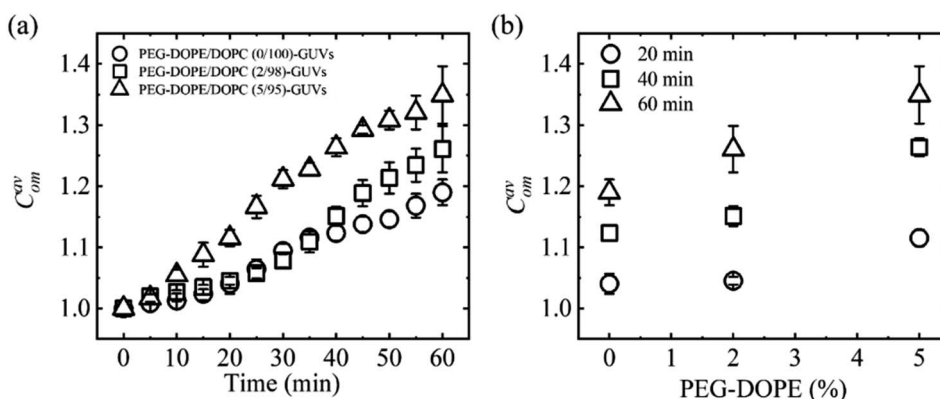 (a)
PEG-DOPE/DOPC (0/100)-GUVs
PEG-DOPE/DOPC (2/98)-GUVs
PEG-DOPE/DOPC (5/95)-GUVs
1.4
1.3
1.2
1.1
1.0
C_om^av
0 10 20 30 40 50 60
Time (min)
(b)
20 min
40 min
60 min
1.4
1.3
1.2
1.1
1.0
C_om^av
0 1 2 3 4 5
PEG-DOPE (%)